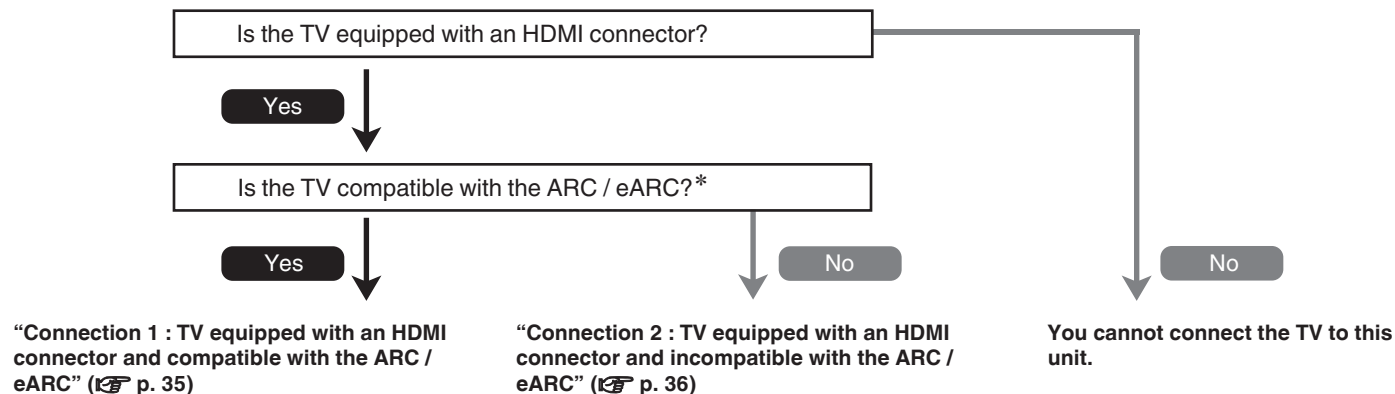 Is the TV equipped with an HDMI connector?
Yes
Is the TV compatible with the ARC / eARC?*
Yes
No
No
“Connection 1 : TV equipped with an HDMI
connector and compatible with the ARC /
eARC” (☞ p. 35)
“Connection 2 : TV equipped with an HDMI
connector and incompatible with the ARC /
eARC” (☞ p. 36)
You cannot connect the TV to this
unit.